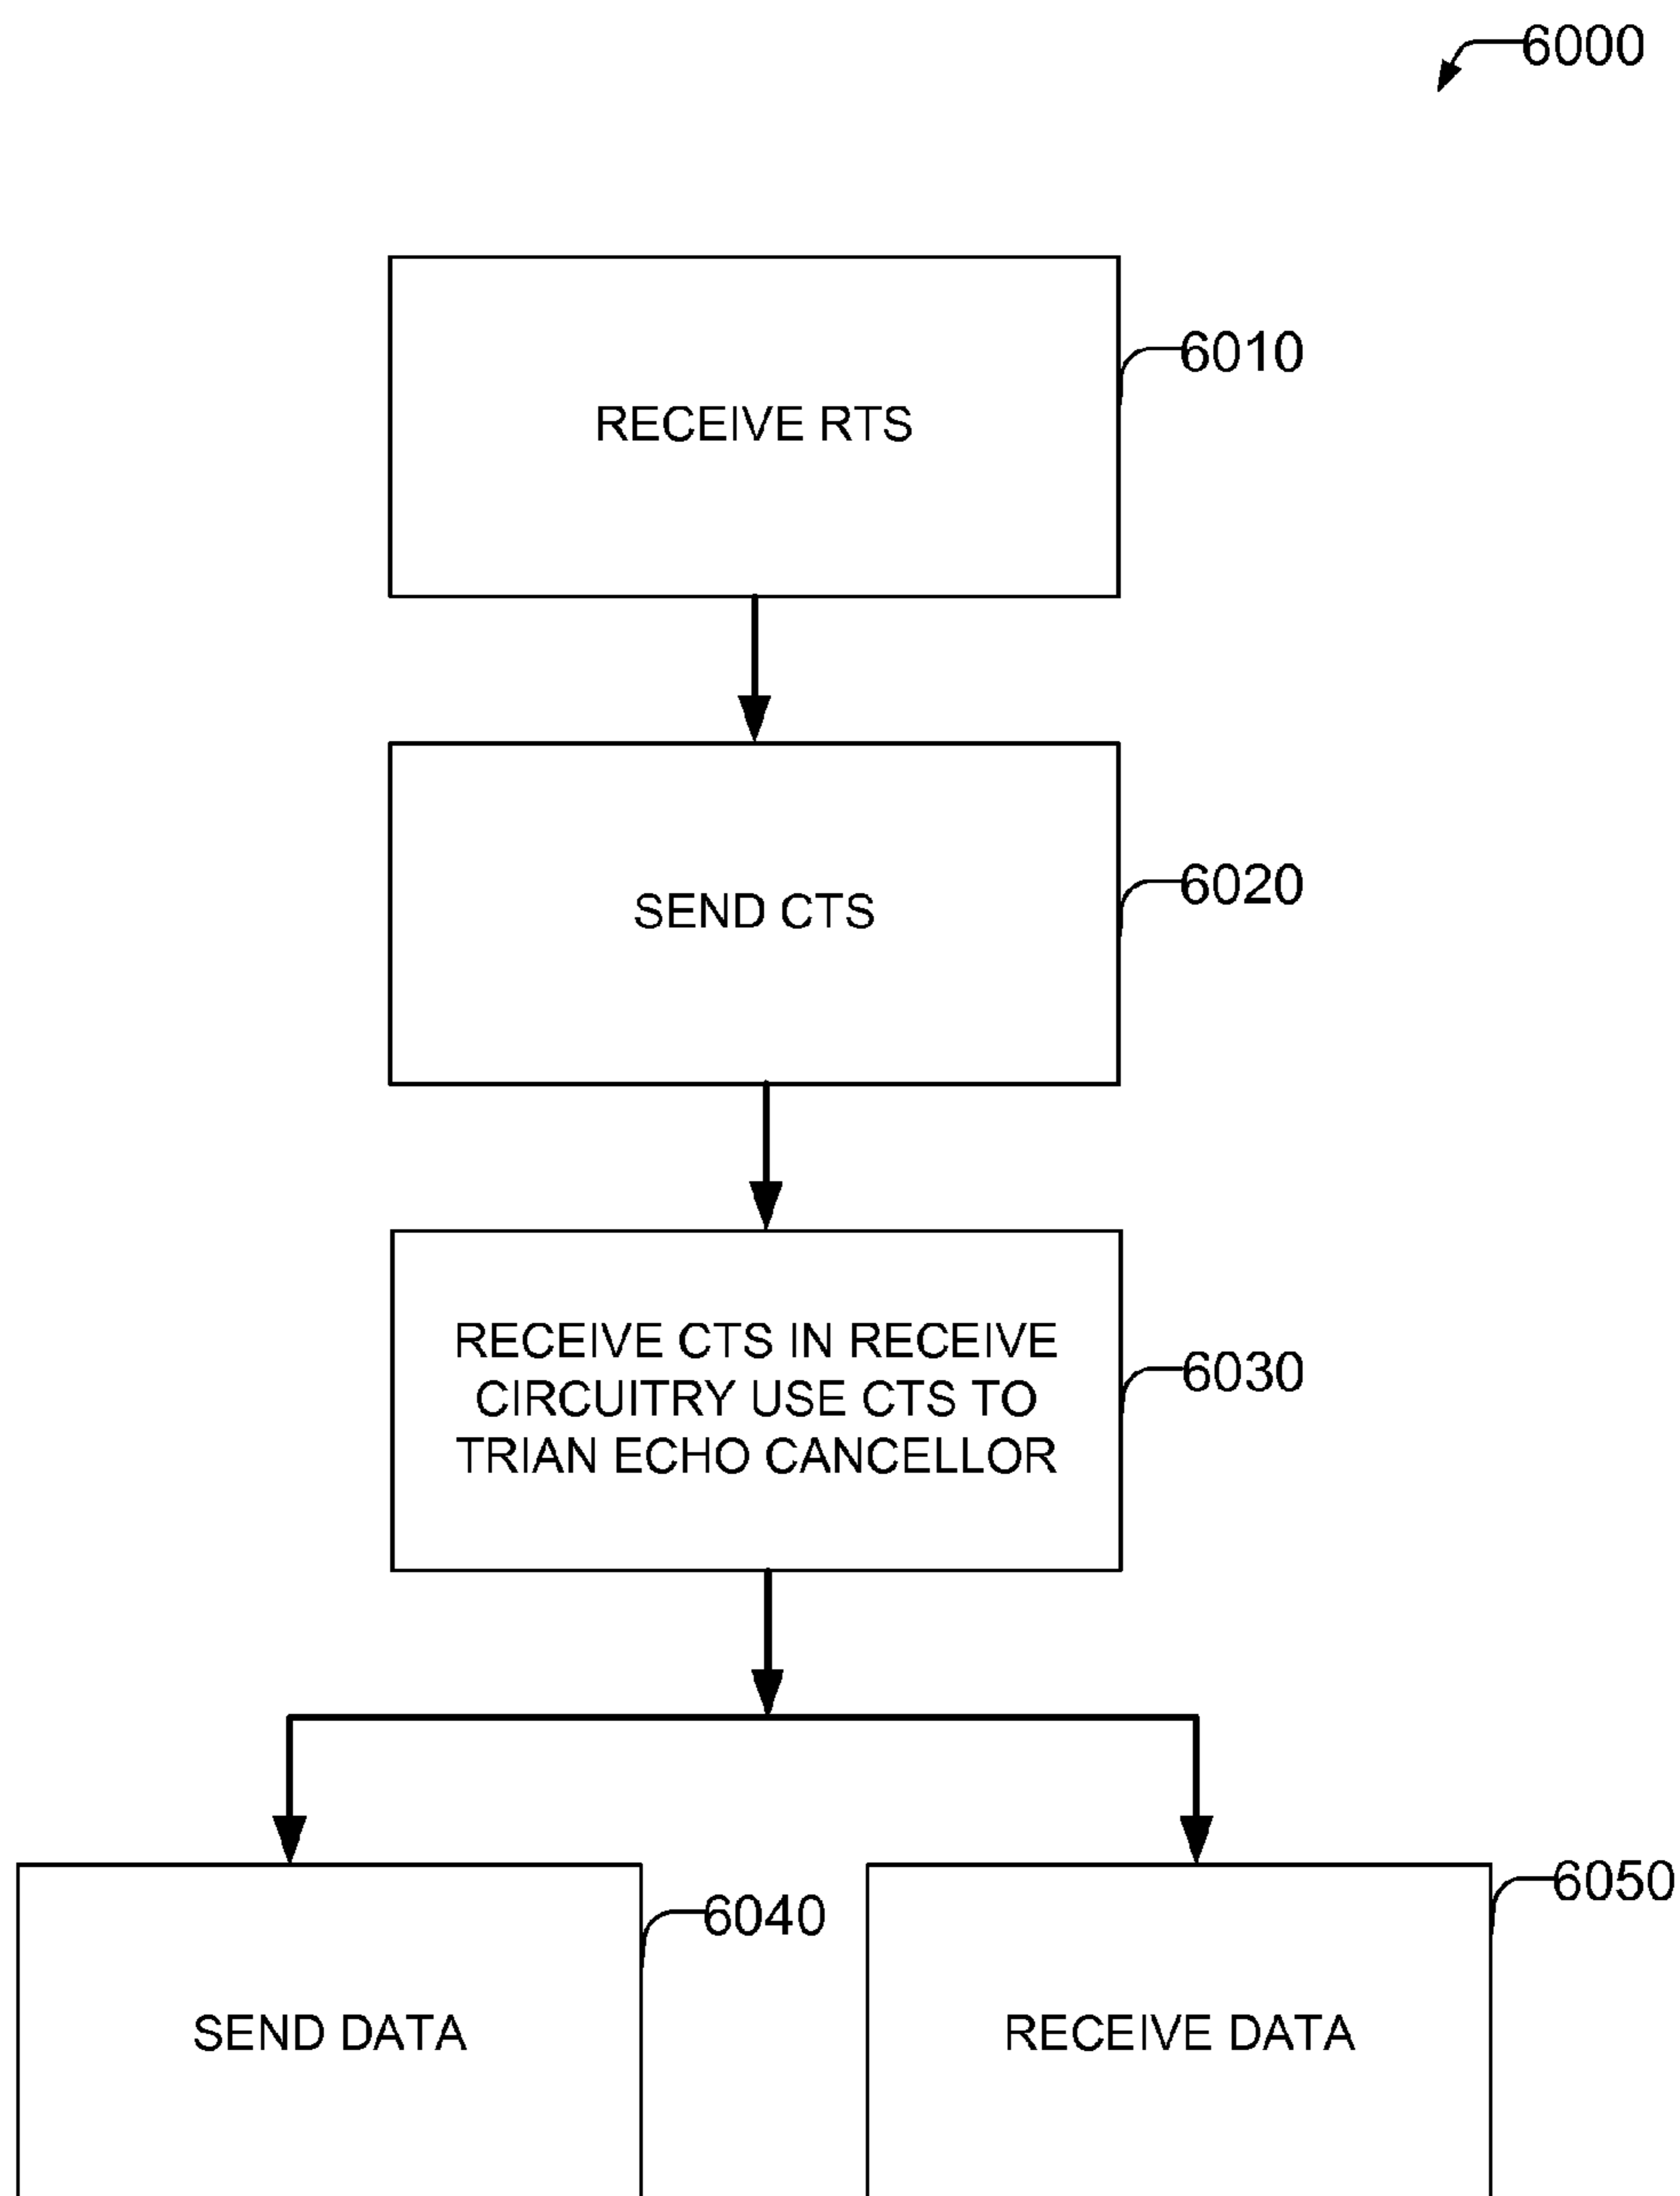 6000
RECEIVE RTS
6010
SEND CTS
6020
RECEIVE CTS IN RECEIVE
CIRCUITRY USE CTS TO
TRIAN ECHO CANCELLOR
6030
SEND DATA
6040
RECEIVE DATA
6050